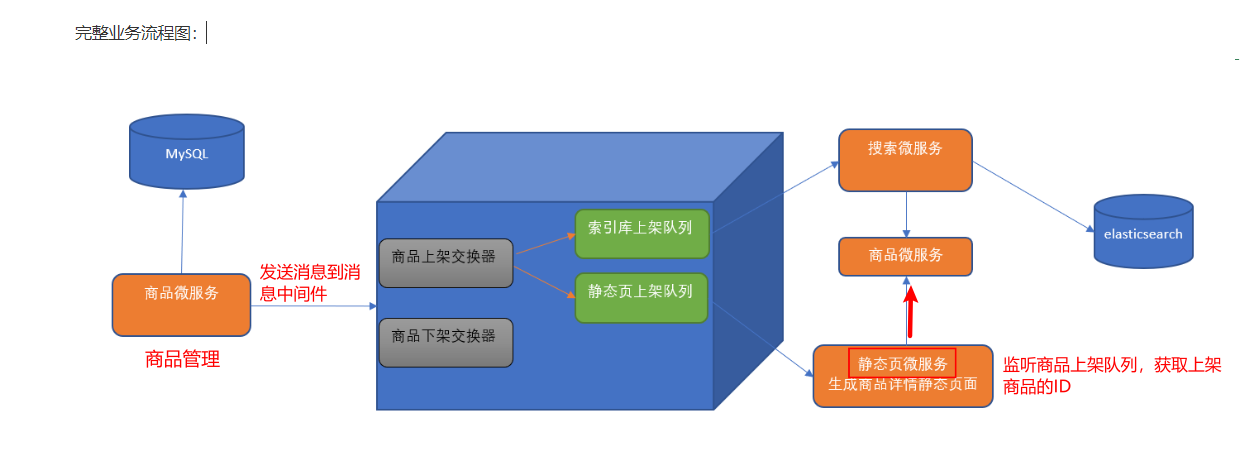 完整业务流程图：
MySQL
商品微服务
商品管理
发送消息到消
息中间件
商品上架交换器
商品下架交换器
索引库上架队列
静态页上架队列
搜索微服务
商品微服务
elasticsearch
静态页微服务
生成商品详情静态页面
监听商品上架队列，获取上架
商品的ID